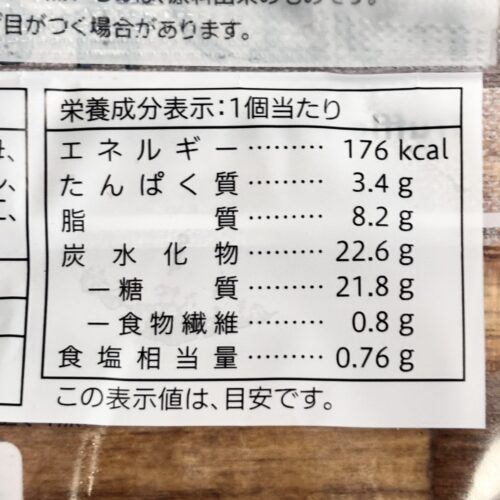 目がつく場合があります。
栄養成分表示：1個当たり
エネルギー……… 176 kcal
たんぱく質……… 3.4 g
脂質……… 8.2 g
炭水化物……… 22.6 g
－糖質……… 21.8 g
－食物繊維……… 0.8 g
食塩相当量……… 0.76 g
この表示値は、目安です。